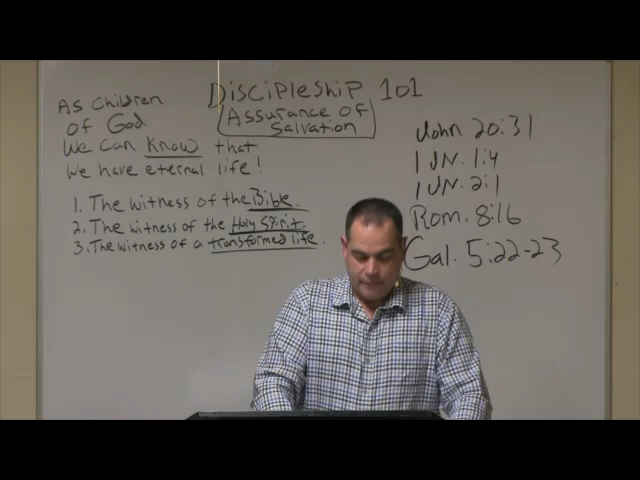 Discipleship 101
Assurance of
Salvation
As Children
of God
We can know that
We have eternal life!
1. The witness of the Bible.
2. The witness of the Holy Spirit.
3. The witness of a transformed life.
John 20:31
1 JN. 1:4
1 JN. 2:1
Rom. 8:16
Gal. 5:22-23